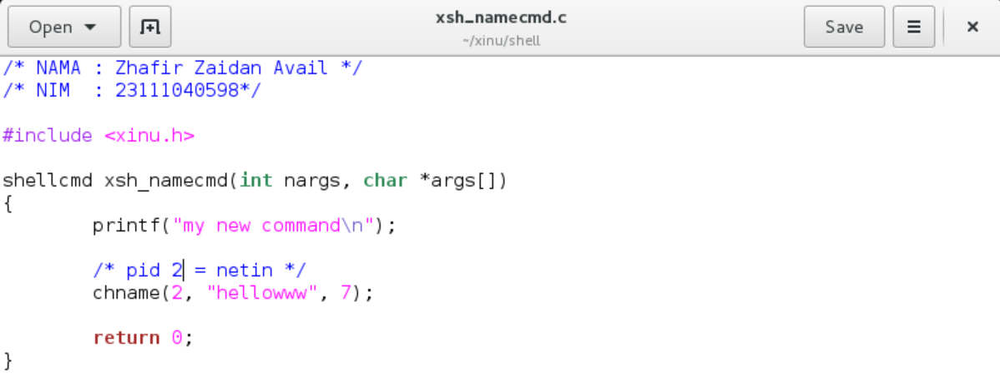 Open
xsh_namecmd.c
~/xinu/shell
Save
/* NAMA : Zhafir Zaidan Avail */
/* NIM  : 23111040598*/
#include <xinu.h>
shellcmd xsh_namecmd(int nargs, char *args[])
{
        printf("my new command\n");
        /* pid 2 = netin */
        chname(2, "hellowww", 7);
        return 0;
}